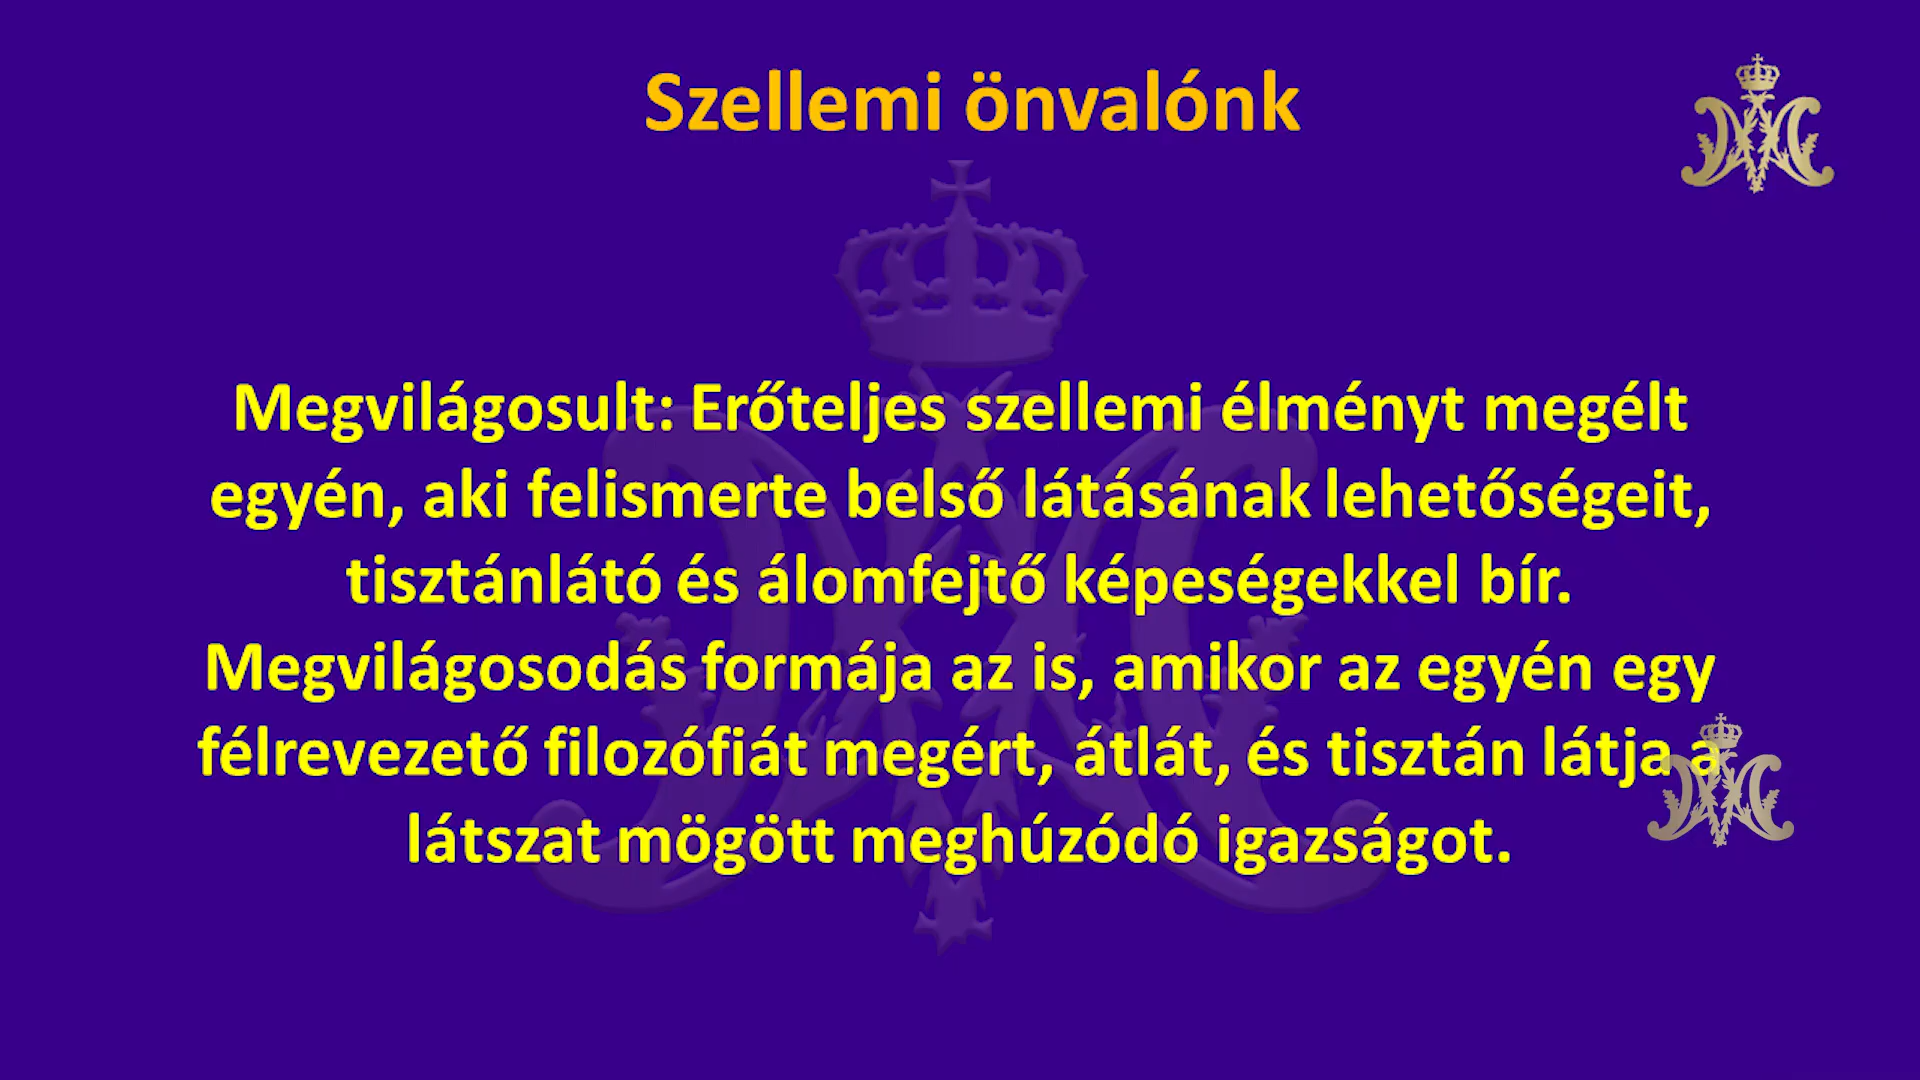 Szellemi önvalónk
Megvilágosult: Erőteljes szellemi élményt megélt
egyén, aki felismerte belső látásának lehetőségeit,
tisztánlátó és álomfejtő képeségekkel bír.
Megvilágosodás formája az is, amikor az egyén egy
félrevezető filozófiát megért, átlát, és tisztán látja a
látszat mögött meghúzódó igazságot.